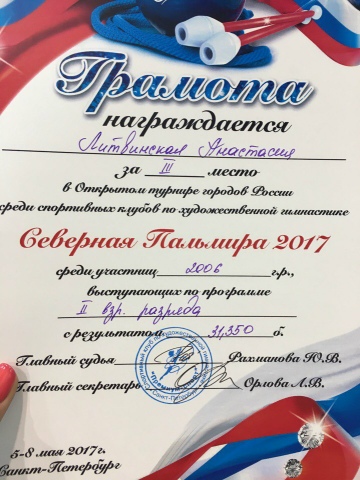 Грамота
награждается
Литвинская Анастасия
за III место
в Открытом турнире городов России
среди спортивных клубов по художественной гимнастике
Северная Пальмира 2017
среди участниц 2006 г.р.,
выступающих по программе
II взр. разряда
с результатом 31,350 б.
Главный судья Рахманова Ю.В.
Главный секретарь Орлова Л.В.
5-8 мая 2017г.
Санкт-Петербург